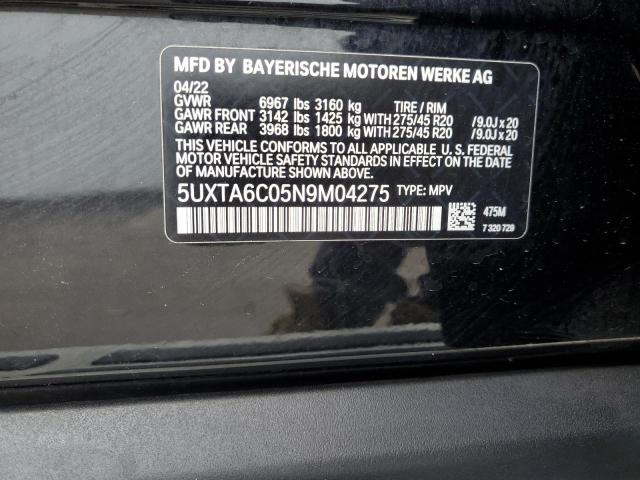 MFD BY BAYERISCHE MOTOREN WERKE AG
04/22
GVWR 6967 lbs 3160 kg TIRE / RIM
GAWR FRONT 3142 lbs 1425 kg WITH 275/45 R20 /9.0J x 20
GAWR REAR 3968 lbs 1800 kg WITH 275/45 R20 /9.0J x 20
THIS VEHICLE CONFORMS TO ALL APPLICABLE U. S. FEDERAL
MOTOR VEHICLE SAFETY STANDARDS IN EFFECT ON THE DATE
OF MANUFACTURE SHOWN ABOVE.
5UXTA6C05N9M04275 TYPE: MPV
475M
7 320 729